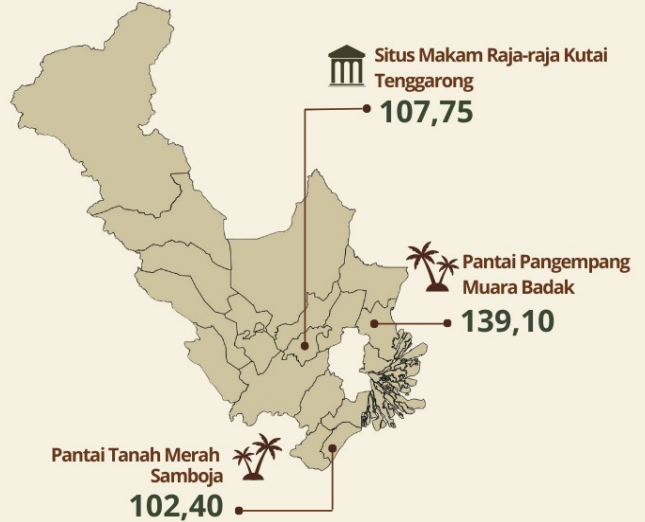 Situs Makam Raja-raja Kutai
Tenggarong
107,75
Pantai Pangempang
Muara Badak
139,10
Pantai Tanah Merah
Samboja
102,40